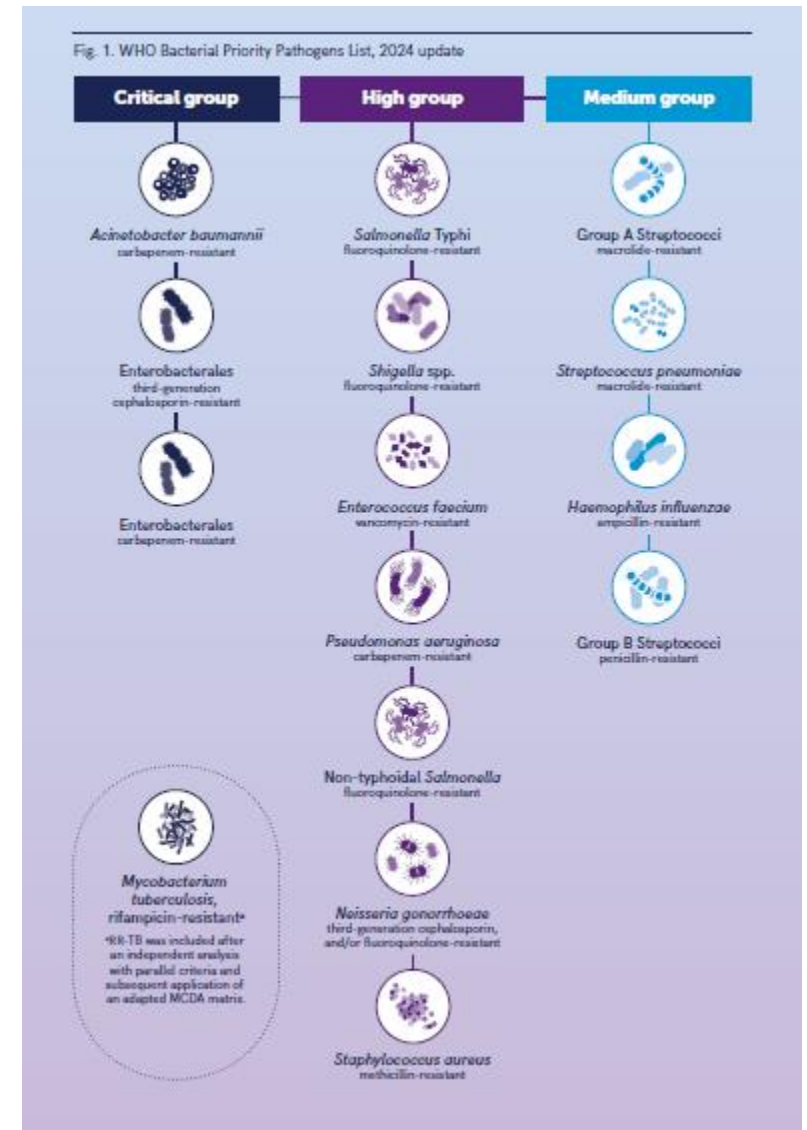 Fig. 1. WHO Bacterial Priority Pathogens List, 2024 update
Critical group
Acinetobacter baumannii
carbapenem-resistant
Enterobacterales
third-generation
cephalosporin-resistant
Enterobacterales
carbapenem-resistant
Mycobacterium
tuberculosis,
rifampicin-resistantᵃ
ᵃRR-TB was included after
an independent analysis
with parallel criteria and
subsequent application of
an adapted MCDA matrix.
High group
Salmonella Typhi
fluoroquinolone-resistant
Shigella spp.
fluoroquinolone-resistant
Enterococcus faecium
vancomycin-resistant
Pseudomonas aeruginosa
carbapenem-resistant
Non-typhoidal Salmonella
fluoroquinolone-resistant
Neisseria gonorrhoeae
third-generation cephalosporin,
and/or fluoroquinolone-resistant
Staphylococcus aureus
methicillin-resistant
Medium group
Group A Streptococci
macrolide-resistant
Streptococcus pneumoniae
macrolide-resistant
Haemophilus influenzae
ampicillin-resistant
Group B Streptococci
penicillin-resistant